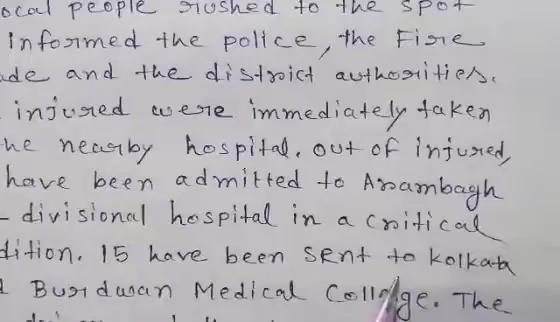 ocal people rushed to the spot
informed the police, the Fire
ade and the district authorities.
injured were immediately taken
he nearby hospital. out of injured,
have been admitted to Arambagh
- divisional hospital in a critical
dition. 15 have been sent to kolkata
Burdwan Medical College. The